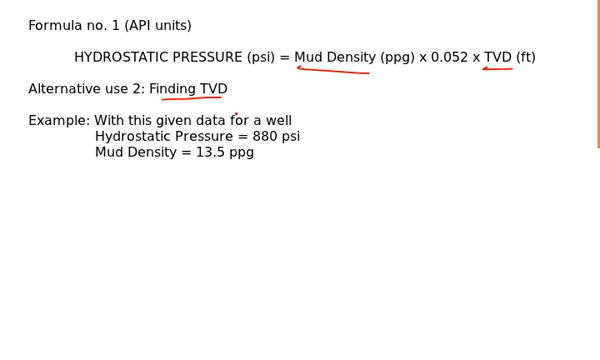 Formula no. 1 (API units)
HYDROSTATIC PRESSURE (psi) = Mud Density (ppg) x 0.052 x TVD (ft)
Alternative use 2: Finding TVD
Example: With this given data for a well
Hydrostatic Pressure = 880 psi
Mud Density = 13.5 ppg